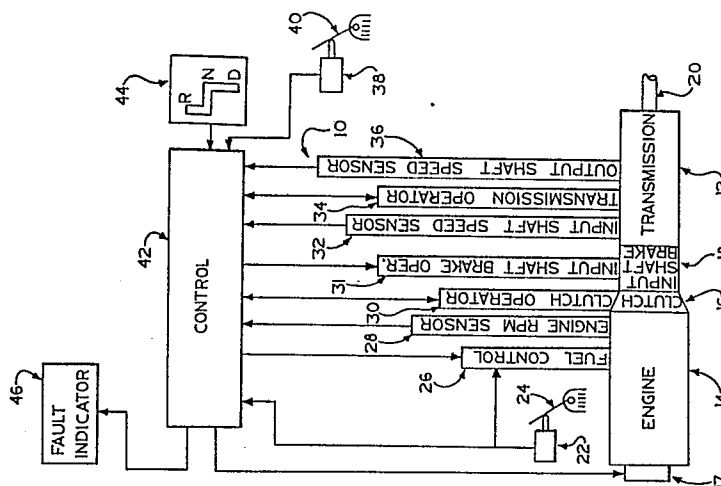 46
FAULT
INDICATOR
42
CONTROL
44
R
N
D
40
38
10
36
OUTPUT SHAFT SPEED SENSOR
34
TRANSMISSION OPERATOR
32
INPUT SHAFT SPEED SENSOR
31
INPUT SHAFT BRAKE OPER.
30
CLUTCH OPERATOR
28
ENGINE RPM SENSOR
26
FUEL CONTROL
24
22
20
ENGINE
CLUTCH
INPUT
SHAFT
BRAKE
TRANSMISSION